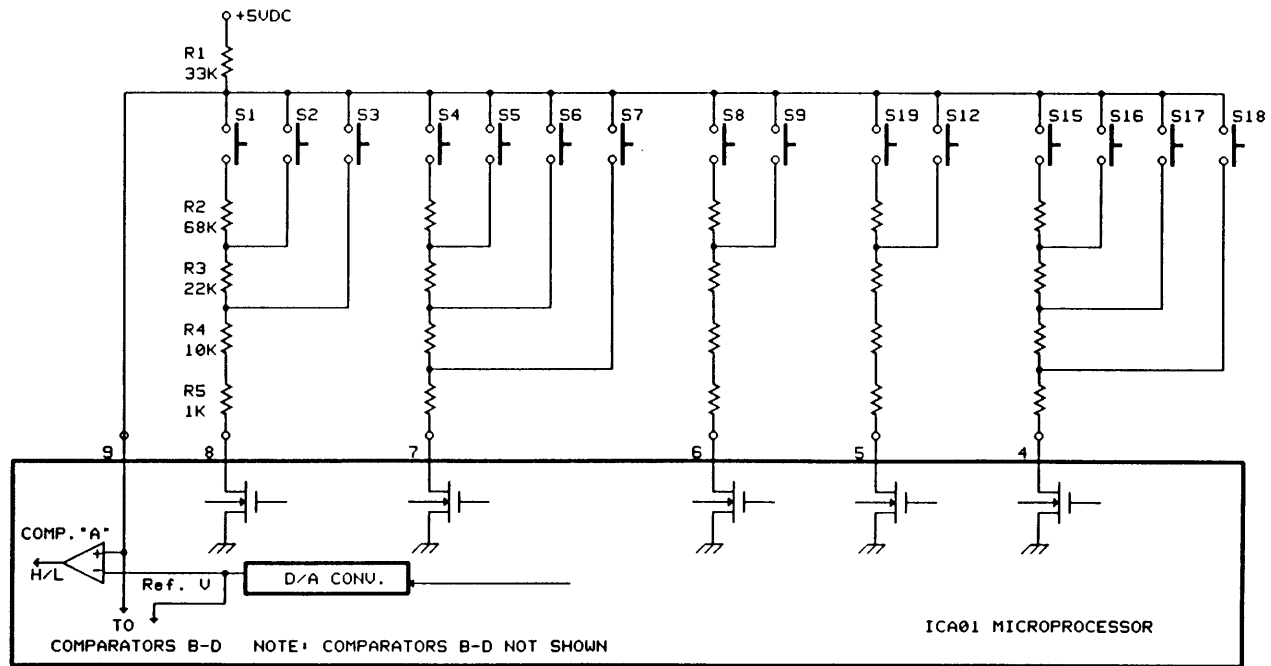 +5VDC
R1
33K
S1 S2 S3 S4 S5 S6 S7 S8 S9 S19 S12 S15 S16 S17 S18
R2
68K
R3
22K
R4
10K
R5
1K
9 8 7 6 5 4
COMP. "A"
+
−
H/L
Ref. V
D/A CONV.
TO
COMPARATORS B-D NOTE: COMPARATORS B-D NOT SHOWN
ICA01 MICROPROCESSOR